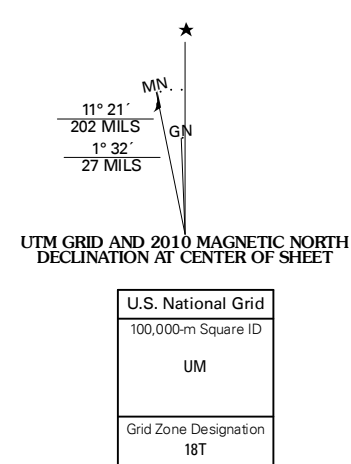 MN
11° 21´
202 MILS
GN
1° 32´
27 MILS
UTM GRID AND 2010 MAGNETIC NORTH
DECLINATION AT CENTER OF SHEET
U.S. National Grid
100,000-m Square ID
UM
Grid Zone Designation
18T